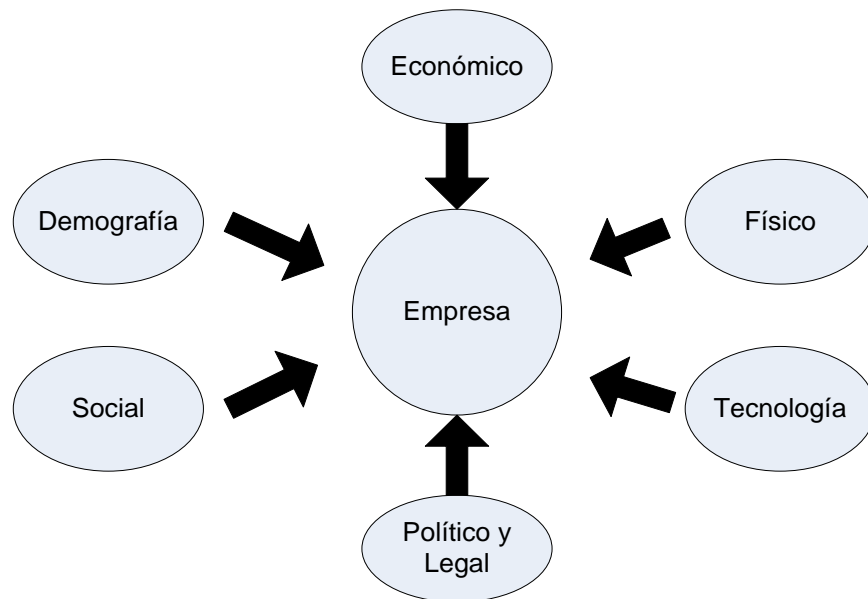 Económico
Demografía
Físico
Empresa
Social
Tecnología
Político y
Legal